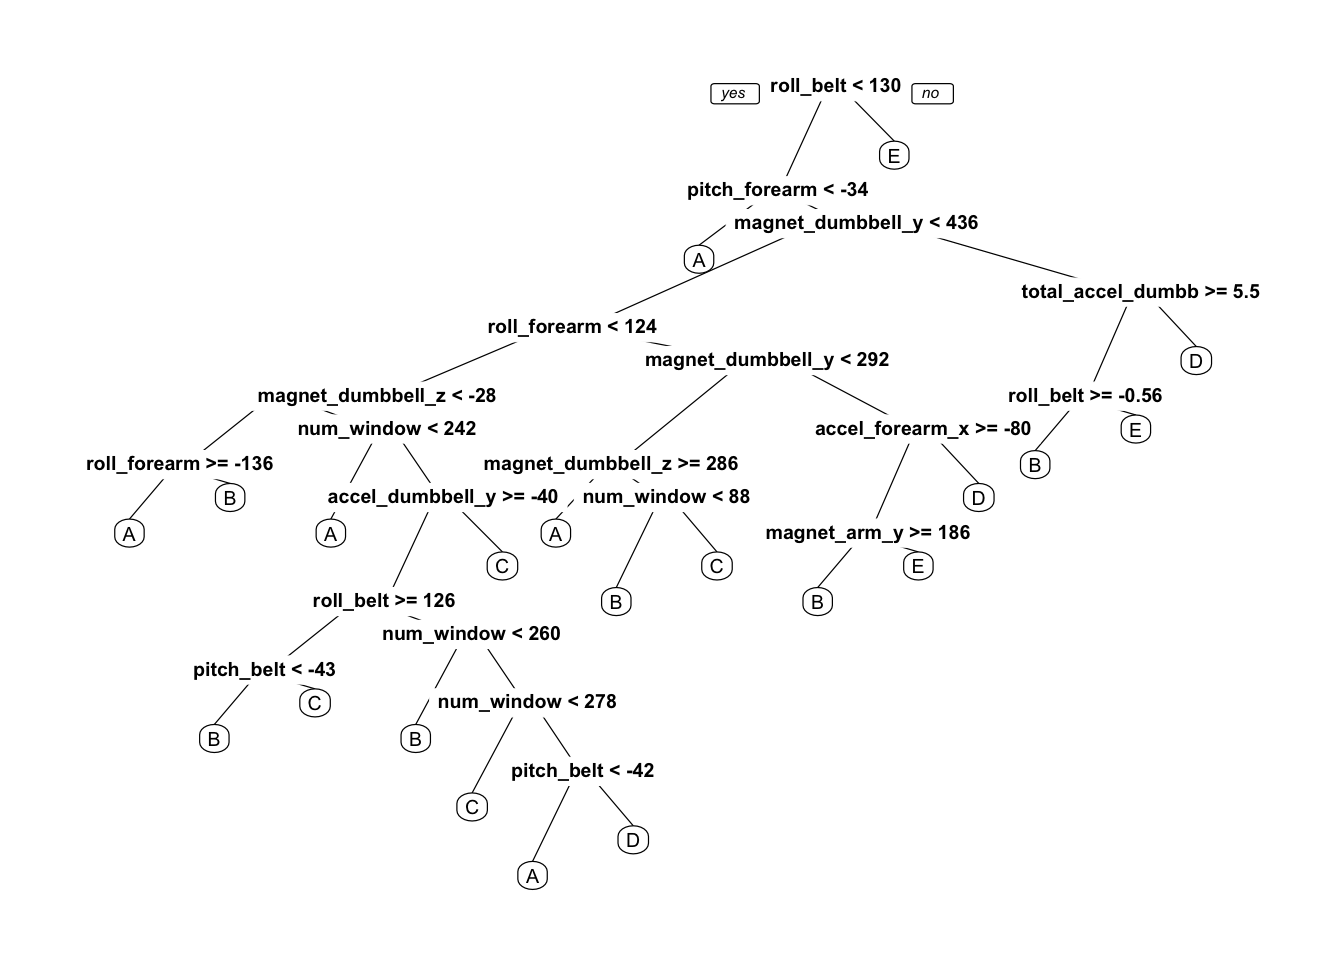 yes roll_belt < 130 no
E
pitch_forearm < -34
magnet_dumbbell_y < 436
A
total_accel_dumbb >= 5.5
roll_forearm < 124
magnet_dumbbell_y < 292
D
magnet_dumbbell_z < -28
roll_belt >= -0.56
num_window < 242
accel_forearm_x >= -80
E
roll_forearm >= -136
magnet_dumbbell_z >= 286
B
B
accel_dumbbell_y >= -40
num_window < 88
D
A
A
A
magnet_arm_y >= 186
C
C
E
roll_belt >= 126
B
B
num_window < 260
pitch_belt < -43
C
num_window < 278
B
B
pitch_belt < -42
C
D
A